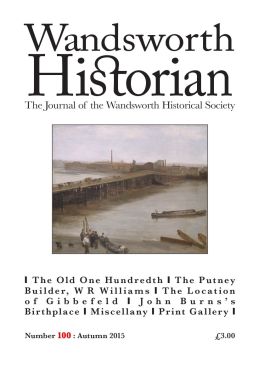 Wandsworth
Historian
The Journal of the Wandsworth Historical Society
I The Old One Hundredth I The Putney
Builder, W R Williams I The Location
of Gibbefeld I John Burns's
Birthplace I Miscellany I Print Gallery I
Number 100 : Autumn 2015 £3.00